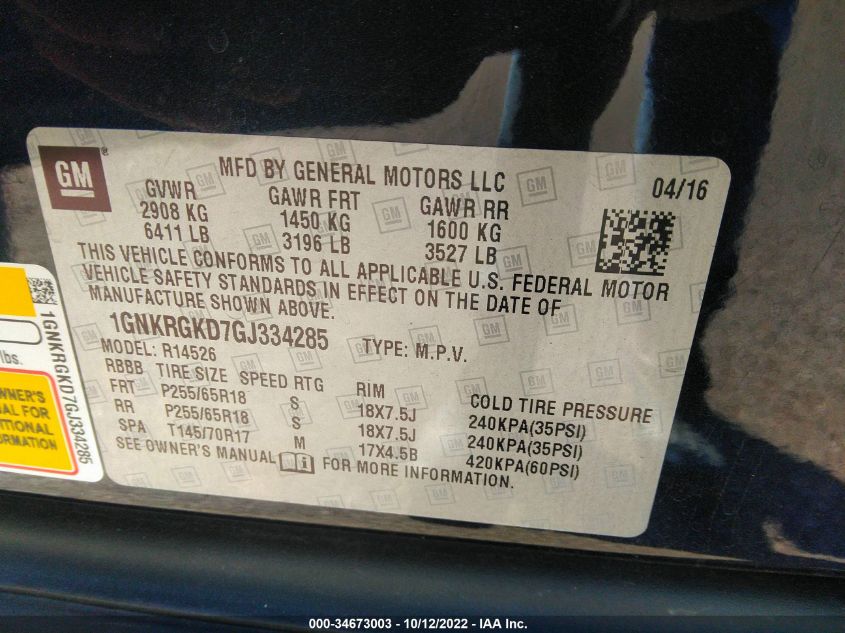 GM
MFD BY GENERAL MOTORS LLC
04/16
GVWR GAWR FRT GAWR RR
2908 KG 1450 KG 1600 KG
6411 LB 3196 LB 3527 LB
THIS VEHICLE CONFORMS TO ALL APPLICABLE U.S. FEDERAL MOTOR
VEHICLE SAFETY STANDARDS IN EFFECT ON THE DATE OF
MANUFACTURE SHOWN ABOVE.
1GNKRGKD7GJ334285 TYPE: M.P.V.
MODEL: R14526
RBBB TIRE SIZE SPEED RTG RIM COLD TIRE PRESSURE
FRT P255/65R18 S 18X7.5J 240KPA(35PSI)
RR P255/65R18 S 18X7.5J 240KPA(35PSI)
SPA T145/70R17 M 17X4.5B 420KPA(60PSI)
SEE OWNER'S MANUAL i FOR MORE INFORMATION.
1GNKRGKD7GJ334285
lbs.
WNER'S
AL FOR
ITIONAL
RMATION
000-34673003 - 10/12/2022 - IAA Inc.